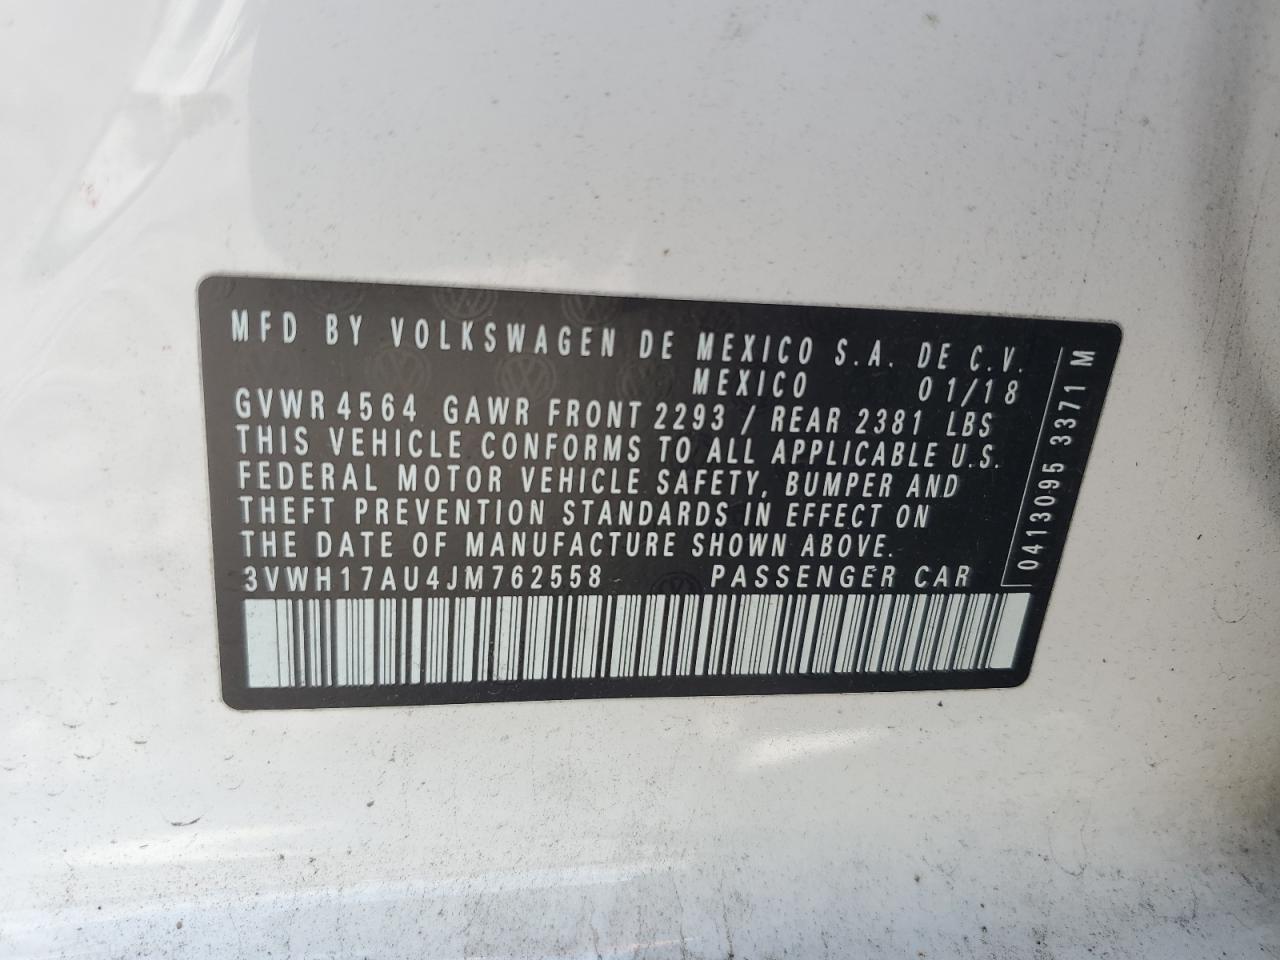 MFD BY VOLKSWAGEN DE MEXICO S.A. DE C.V.
MEXICO 01/18
GVWR 4564 GAWR FRONT 2293 / REAR 2381 LBS
THIS VEHICLE CONFORMS TO ALL APPLICABLE U.S.
FEDERAL MOTOR VEHICLE SAFETY, BUMPER AND
THEFT PREVENTION STANDARDS IN EFFECT ON
THE DATE OF MANUFACTURE SHOWN ABOVE.
3VWH17AU4JM762558 PASSENGER CAR
0413095 3371 M